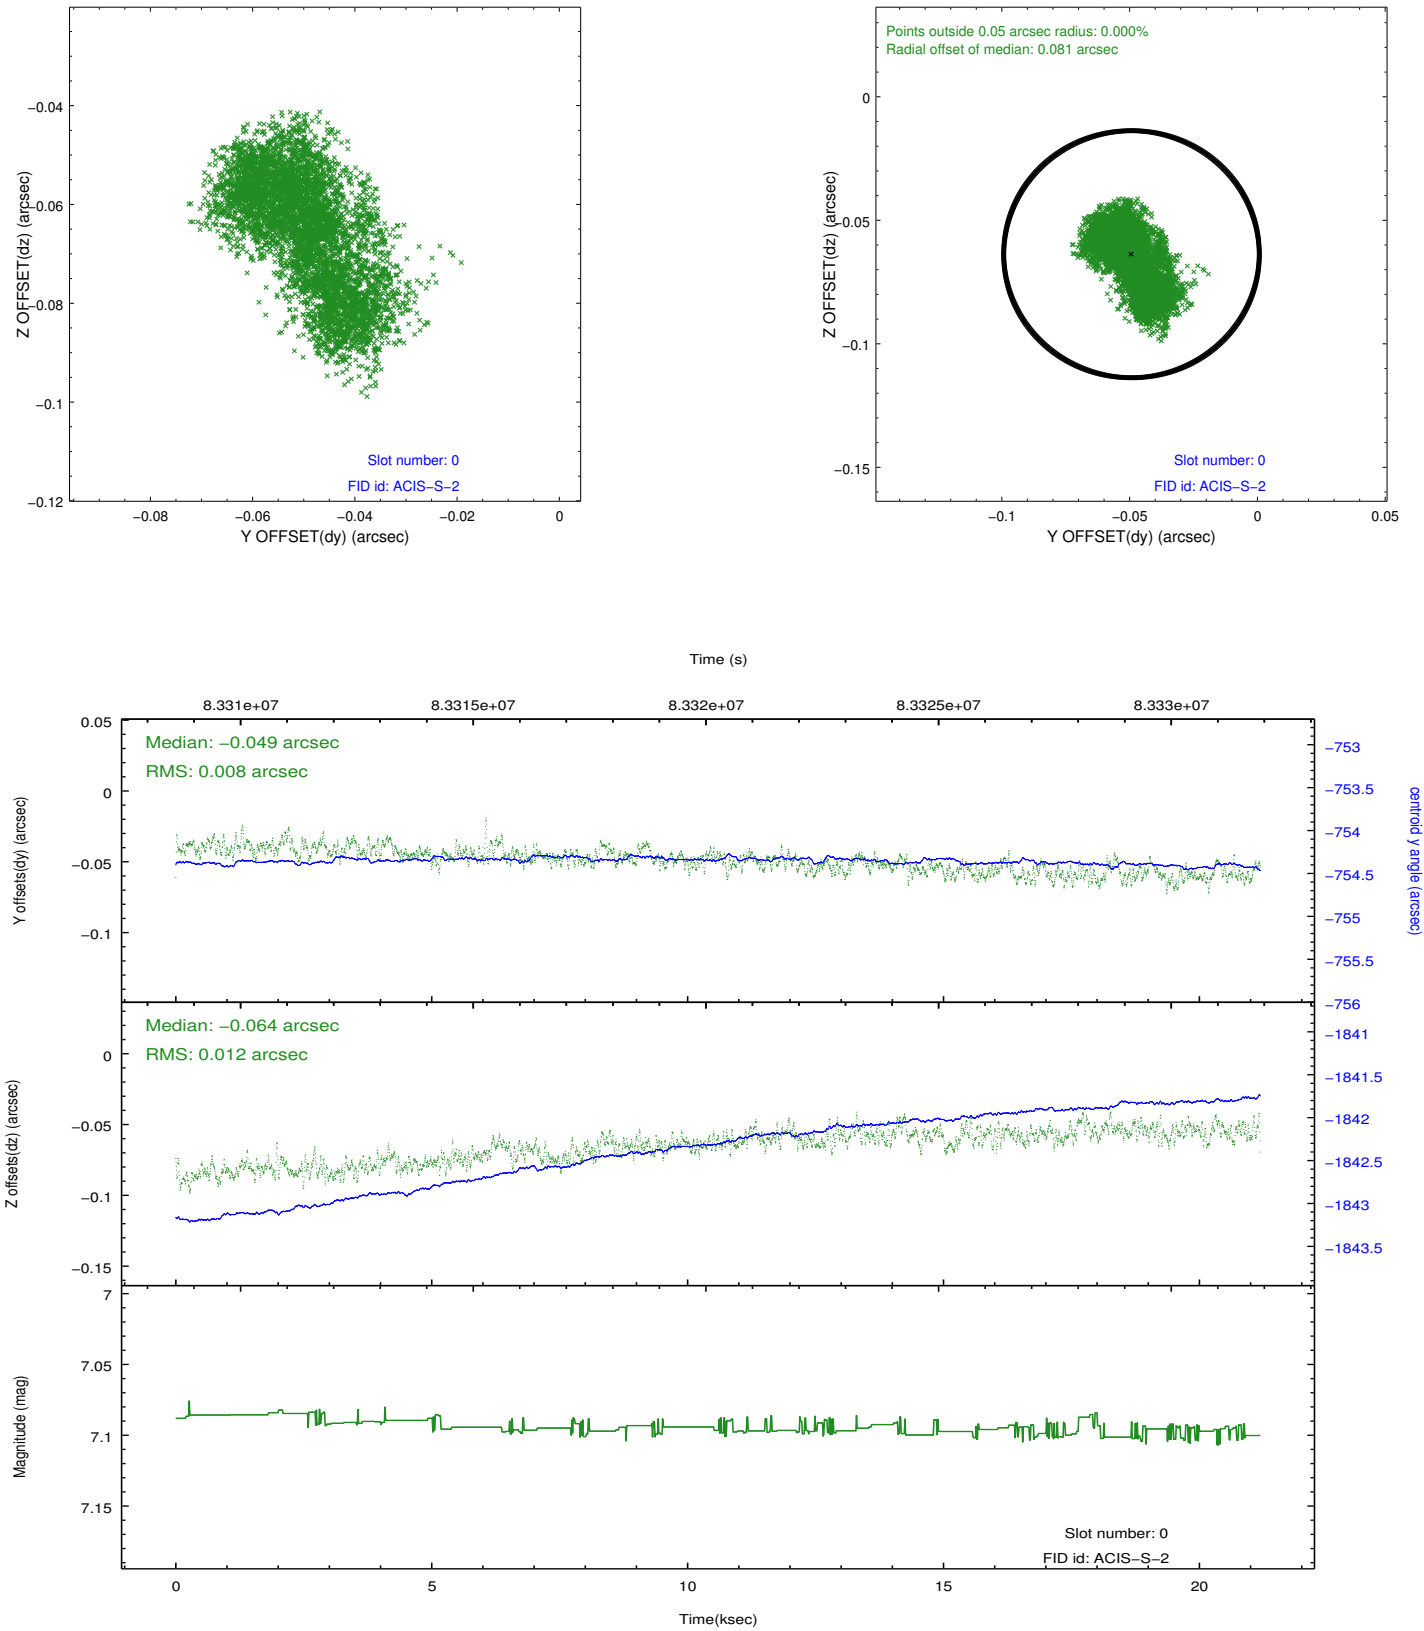 −0.04
−0.06
−0.08
−0.1
−0.12
Z OFFSET(dz) (arcsec)
Slot number: 0
FID id: ACIS−S−2
−0.08
−0.06
−0.04
−0.02
0
Y OFFSET(dy) (arcsec)
Points outside 0.05 arcsec radius: 0.000%
Radial offset of median: 0.081 arcsec
0
−0.05
−0.1
−0.15
Z OFFSET(dz) (arcsec)
Slot number: 0
FID id: ACIS−S−2
−0.1
−0.05
0
0.05
Y OFFSET(dy) (arcsec)
Time (s)
8.331e+07
8.3315e+07
8.332e+07
8.3325e+07
8.333e+07
0.05
0
−0.05
−0.1
Y offsets(dy) (arcsec)
Median: −0.049 arcsec
RMS: 0.008 arcsec
−753
−753.5
−754
−754.5
−755
−755.5
−756
centroid y angle (arcsec)
0
−0.05
−0.1
−0.15
Z offsets(dz) (arcsec)
Median: −0.064 arcsec
RMS: 0.012 arcsec
−1841
−1841.5
−1842
−1842.5
−1843
−1843.5
7
7.05
7.1
7.15
Magnitude (mag)
Slot number: 0
FID id: ACIS−S−2
0
5
10
15
20
Time(ksec)